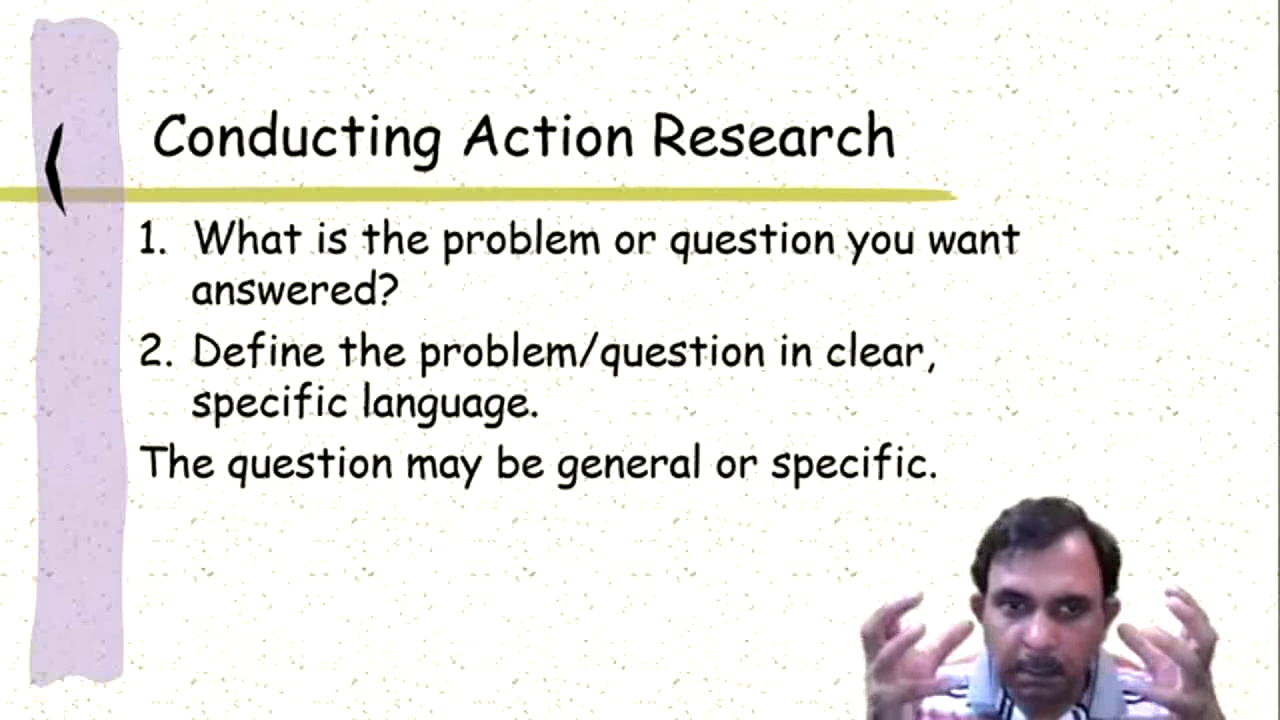 Conducting Action Research
1. What is the problem or question you want
answered?
2. Define the problem/question in clear,
specific language.
The question may be general or specific.